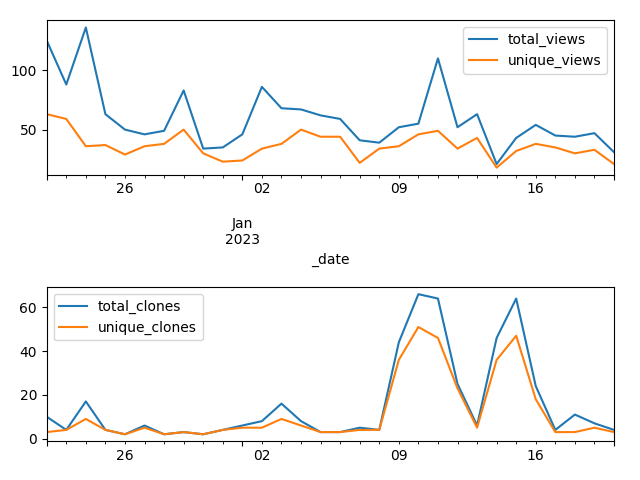 total_views
unique_views
100
50
26
02
09
16
Jan
2023
_date
total_clones
unique_clones
60
40
20
0
26
02
09
16